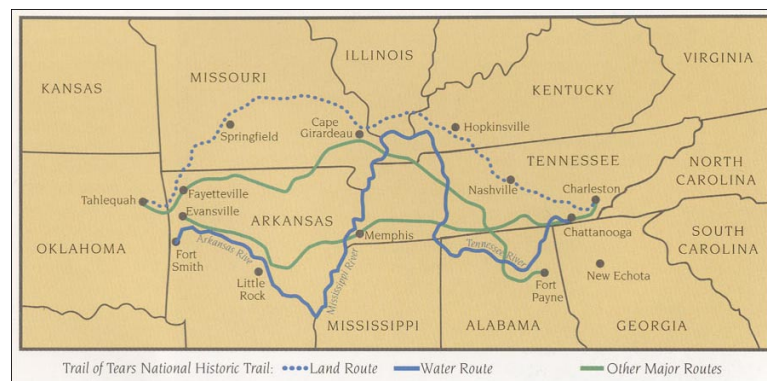 VIRGINIA
ILLINOIS
KANSAS
MISSOURI
KENTUCKY
Cape
Girardeau
Hopkinsville
Springfield
TENNESSEE
NORTH
CAROLINA
Nashville
Charleston
Tahlequah
Fayetteville
Evansville
ARKANSAS
Chattanooga
Memphis
SOUTH
CAROLINA
OKLAHOMA
Arkansas Rive
Tennessee River
Fort
Smith
Mississippi River
Little
Rock
Fort
Payne
New Echota
MISSISSIPPI
ALABAMA
GEORGIA
Trail of Tears National Historic Trail: Land Route Water Route Other Major Routes